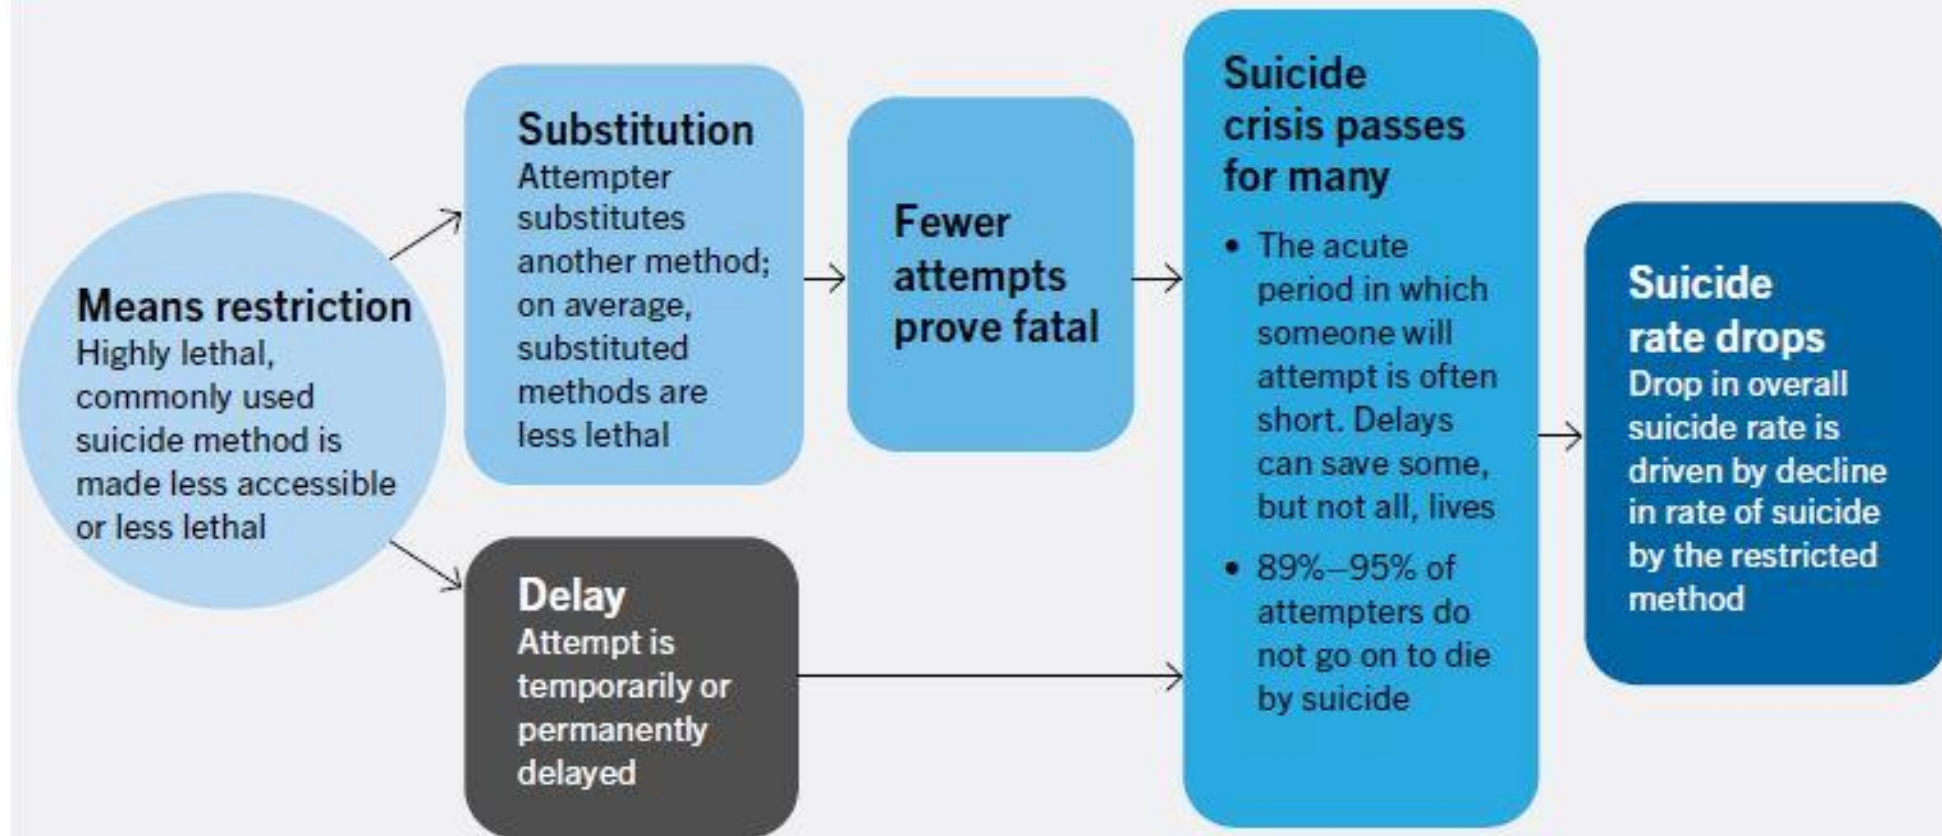 Means restriction
Highly lethal,
commonly used
suicide method is
made less accessible
or less lethal
Substitution
Attempter
substitutes
another method;
on average,
substituted
methods are
less lethal
Delay
Attempt is
temporarily or
permanently
delayed
Fewer
attempts
prove fatal
Suicide
crisis passes
for many
• The acute
period in which
someone will
attempt is often
short. Delays
can save some,
but not all, lives
• 89%–95% of
attempters do
not go on to die
by suicide
Suicide
rate drops
Drop in overall
suicide rate is
driven by decline
in rate of suicide
by the restricted
method